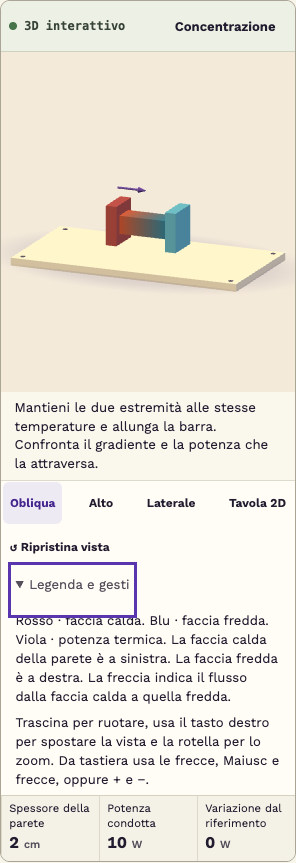 3D interattivo
Concentrazione
Mantieni le due estremità alle stesse
temperature e allunga la barra.
Confronta il gradiente e la potenza che
la attraversa.
Obliqua Alto Laterale Tavola 2D
↺ Ripristina vista
▼ Legenda e gesti
Rosso · faccia calda. Blu · faccia fredda.
Viola · potenza termica. La faccia calda
della parete è a sinistra. La faccia fredda
è a destra. La freccia indica il flusso
dalla faccia calda a quella fredda.
Trascina per ruotare, usa il tasto destro
per spostare la vista e la rotella per lo
zoom. Da tastiera usa le frecce, Maiusc e
frecce, oppure + e −.
Spessore della
parete
2 cm
Potenza
condotta
10 W
Variazione dal
riferimento
0 W